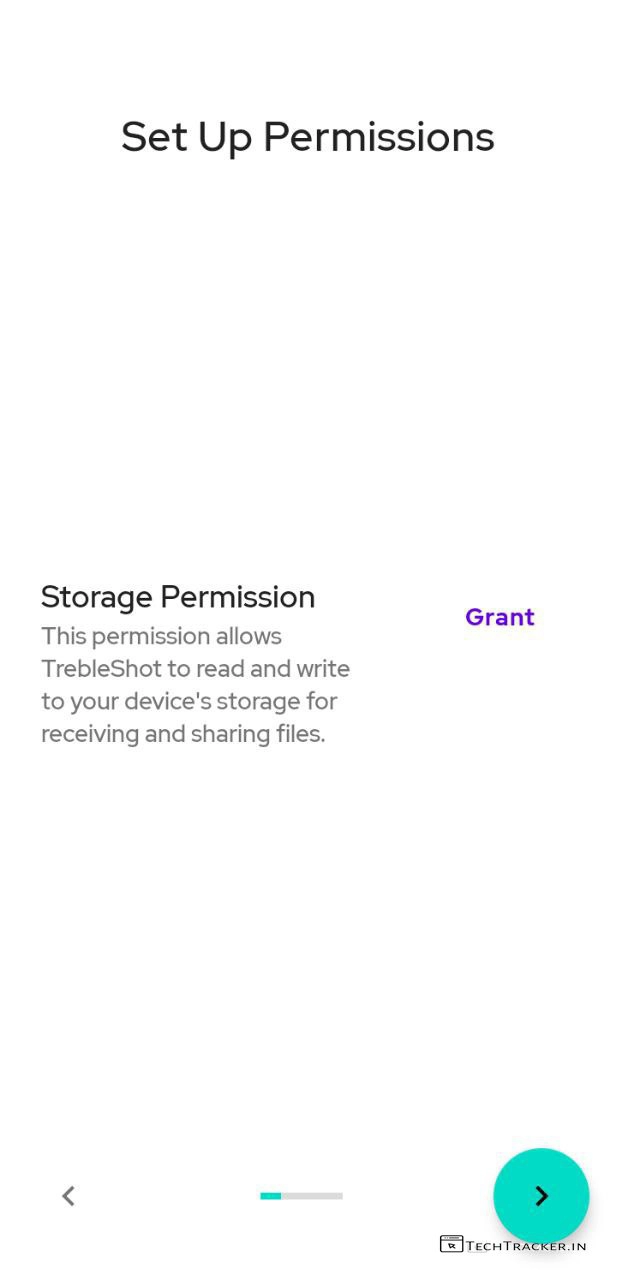 Set Up Permissions
Storage Permission
Grant
This permission allows
TrebleShot to read and write
to your device's storage for
receiving and sharing files.
TECHTRACKER.IN